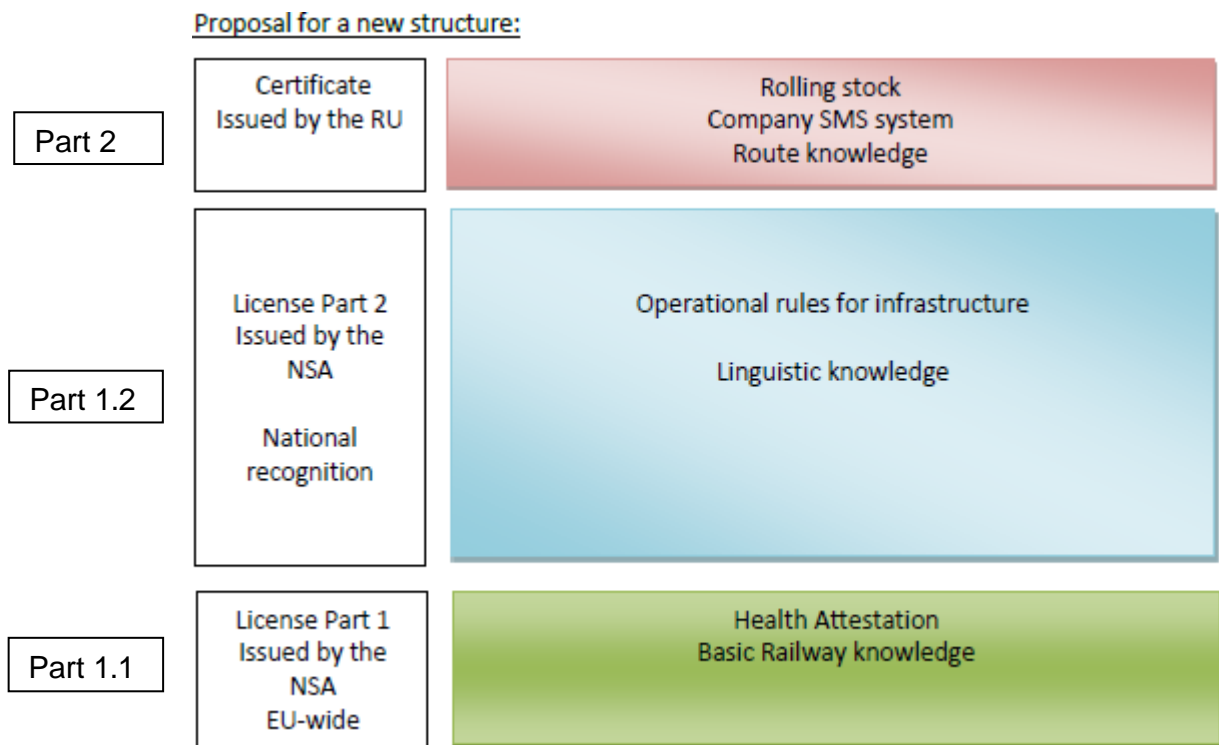 Proposal for a new structure:
Part 2
Certificate
Issued by the RU
Rolling stock
Company SMS system
Route knowledge
Part 1.2
License Part 2
Issued by the
NSA
National
recognition
Operational rules for infrastructure
Linguistic knowledge
Part 1.1
License Part 1
Issued by the
NSA
EU-wide
Health Attestation
Basic Railway knowledge